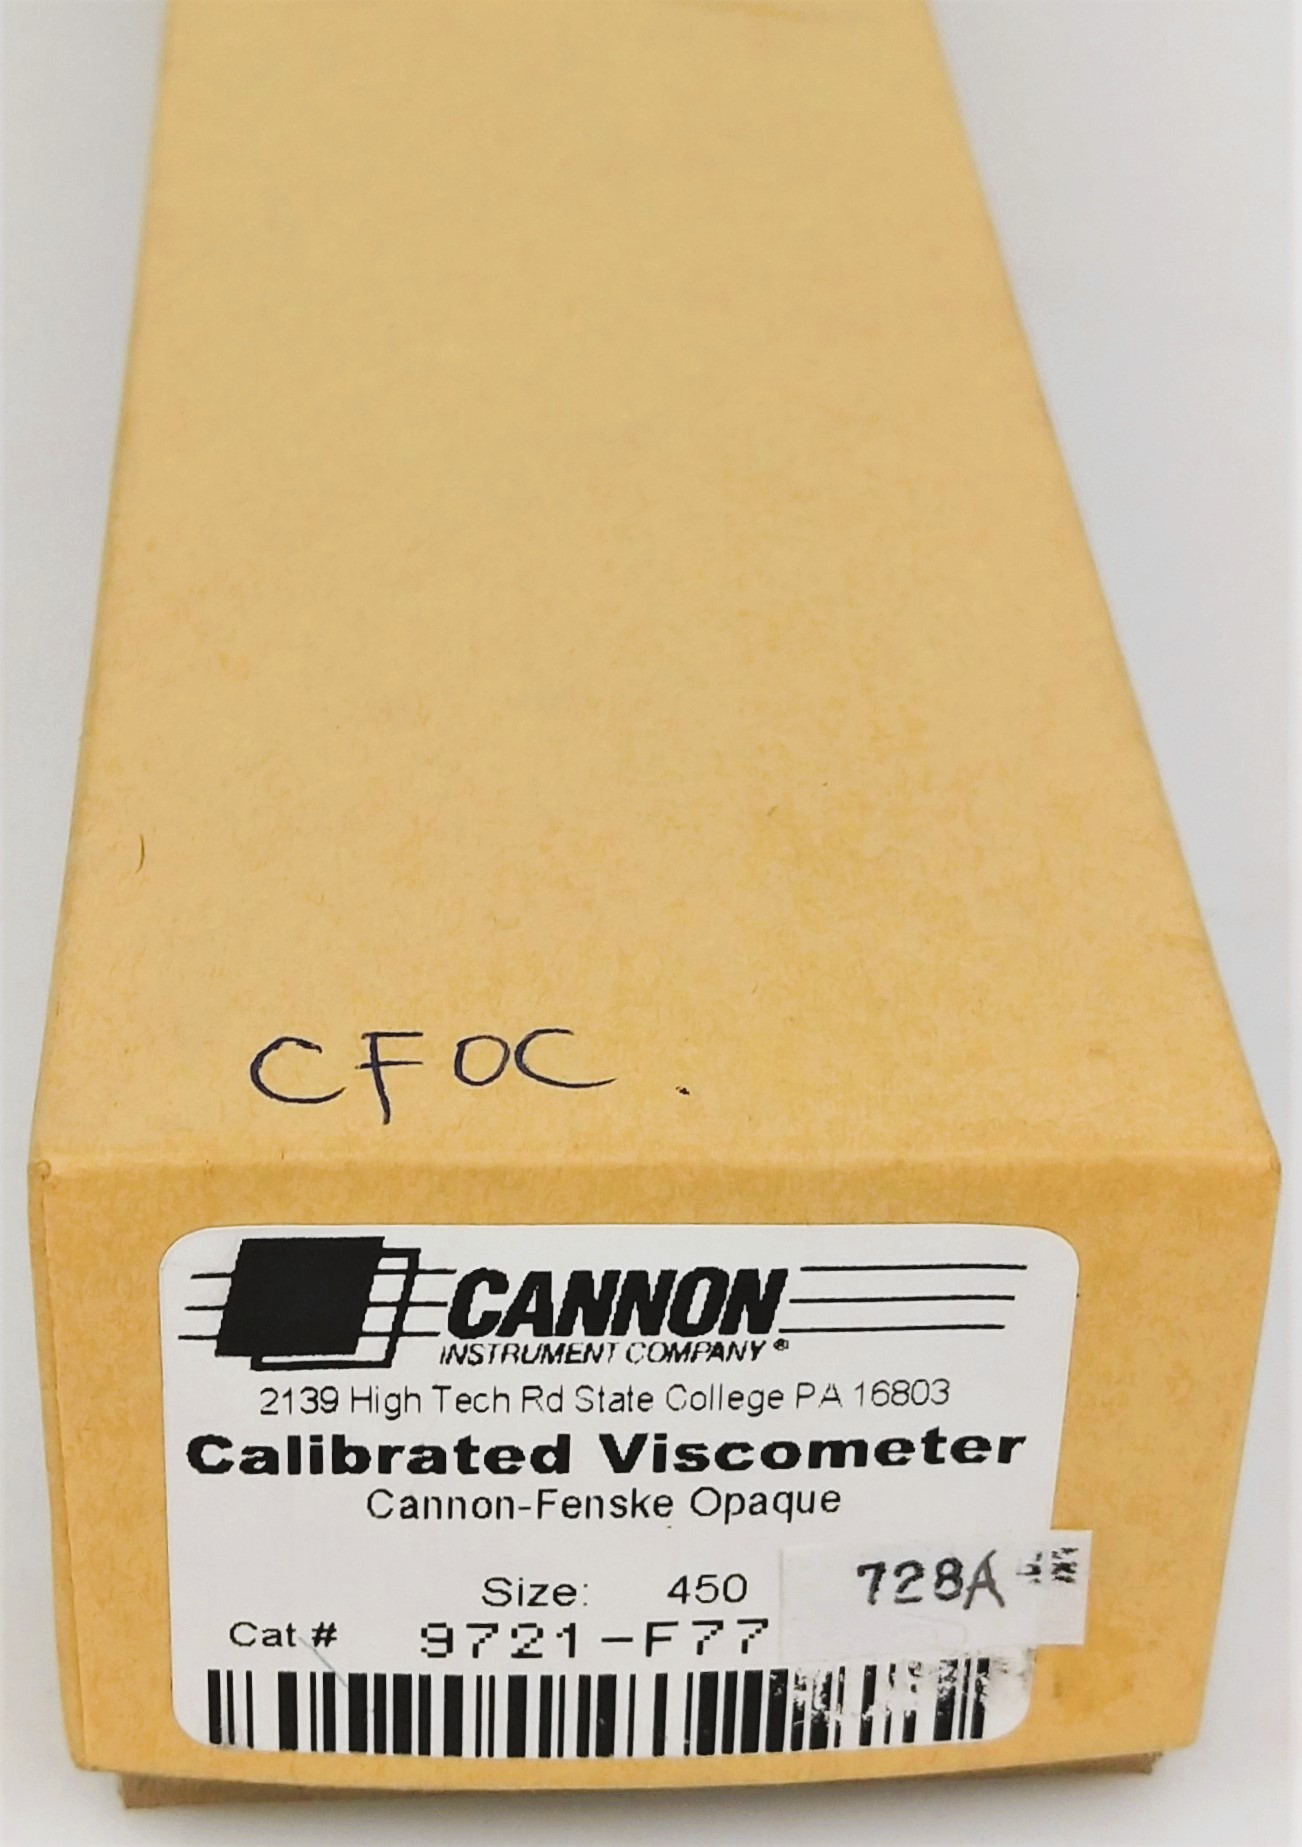 CFOC.
CANNON
INSTRUMENT COMPANY ®
2139 High Tech Rd State College PA 16803
Calibrated Viscometer
Cannon-Fenske Opaque
728A
Size: 450
Cat # 9721-F77